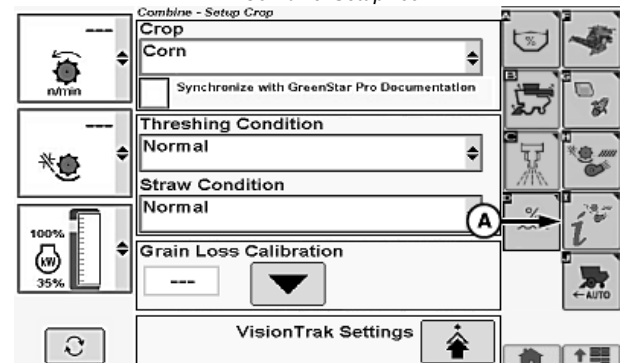 Combine - Setup Crop
---
n/min
---
100%
kW
35%
Crop
Corn
Synchronize with GreenStar Pro Documentation
Threshing Condition
Normal
Straw Condition
Normal
Grain Loss Calibration
---
VisionTrak Settings
A
B
C
%
A
i
←AUTO